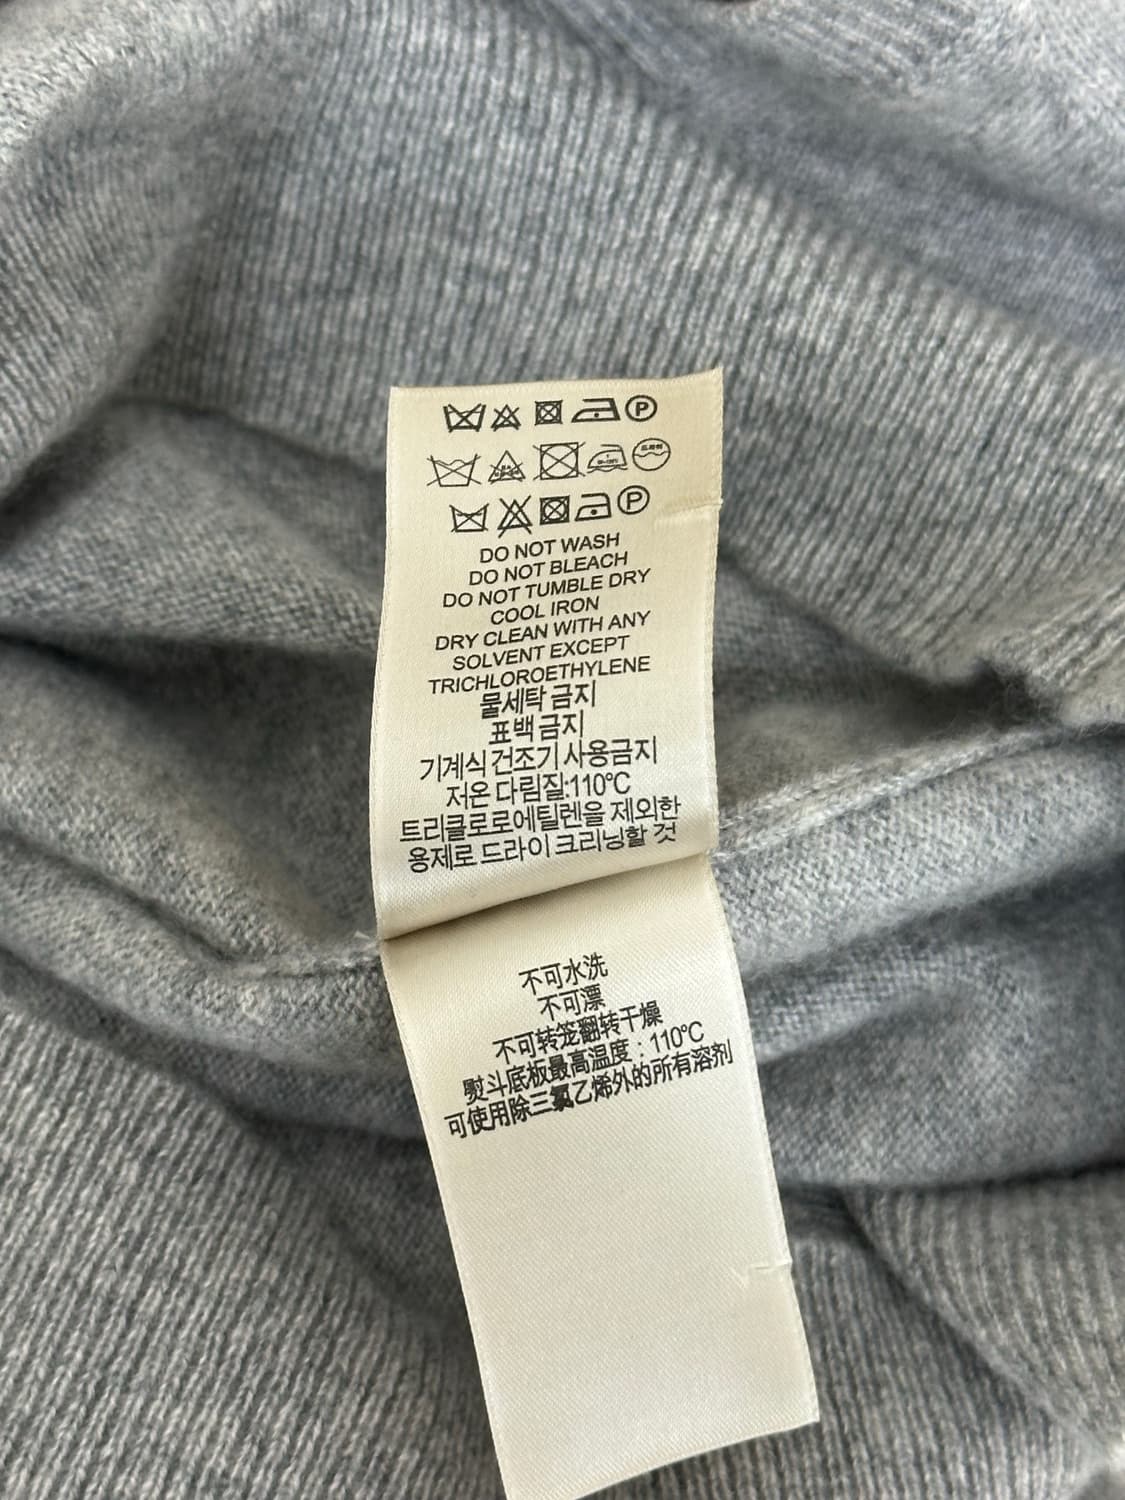 P
P
DO NOT WASH
DO NOT BLEACH
DO NOT TUMBLE DRY
COOL IRON
DRY CLEAN WITH ANY
SOLVENT EXCEPT
TRICHLOROETHYLENE
물세탁 금지
표백 금지
기계식 건조기 사용금지
저온 다림질:110°C
트리클로로에틸렌을 제외한
용제로 드라이 크리닝할 것
不可水洗
不可漂
不可转笼翻转干燥
熨斗底板最高温度:110°C
可使用除三氯乙烯外的所有溶剂